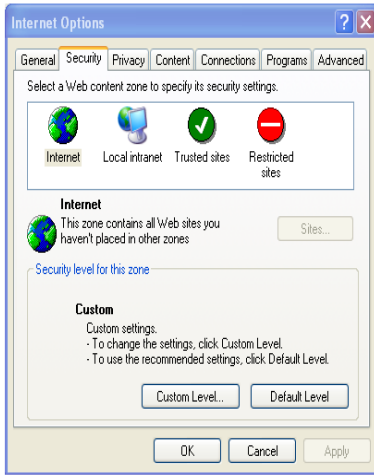 Internet Options
General Security Privacy Content Connections Programs Advanced
Select a Web content zone to specify its security settings.
Internet Local intranet Trusted sites Restricted sites
Internet
This zone contains all Web sites you
haven't placed in other zones
Sites...
Security level for this zone
Custom
Custom settings.
- To change the settings, click Custom Level.
- To use the recommended settings, click Default Level.
Custom Level... Default Level
OK Cancel Apply